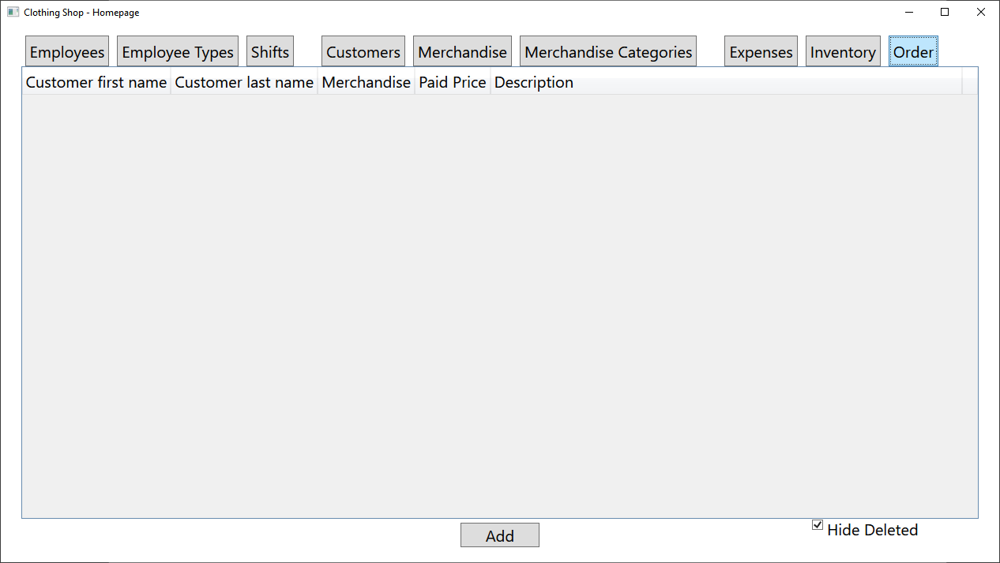 Clothing Shop - Homepage
Employees Employee Types Shifts Customers Merchandise Merchandise Categories Expenses Inventory Order
Customer first name Customer last name Merchandise Paid Price Description
Add
Hide Deleted